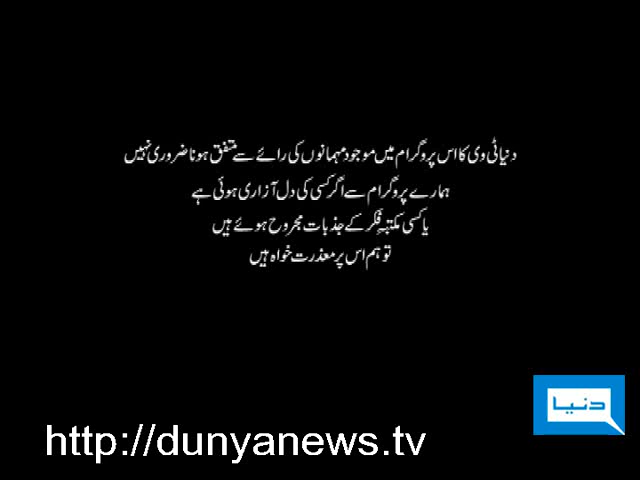 دنیا ٹی وی کا اس پروگرام میں موجود مہمانوں کی رائے سے متفق ہونا ضروری نہیں
ہمارے پروگرام سے اگر کسی کی دل آزاری ہوئی ہے
یا کسی مکتبہِ فکر کے جذبات مجروح ہوئے ہیں
تو ہم اس پر معذرت خواہ ہیں
دنیا
http://dunyanews.tv